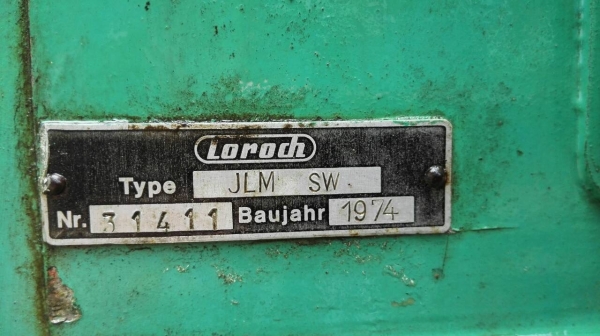 Loroch
Type JLM SW
Nr. 31411 Baujahr 1974